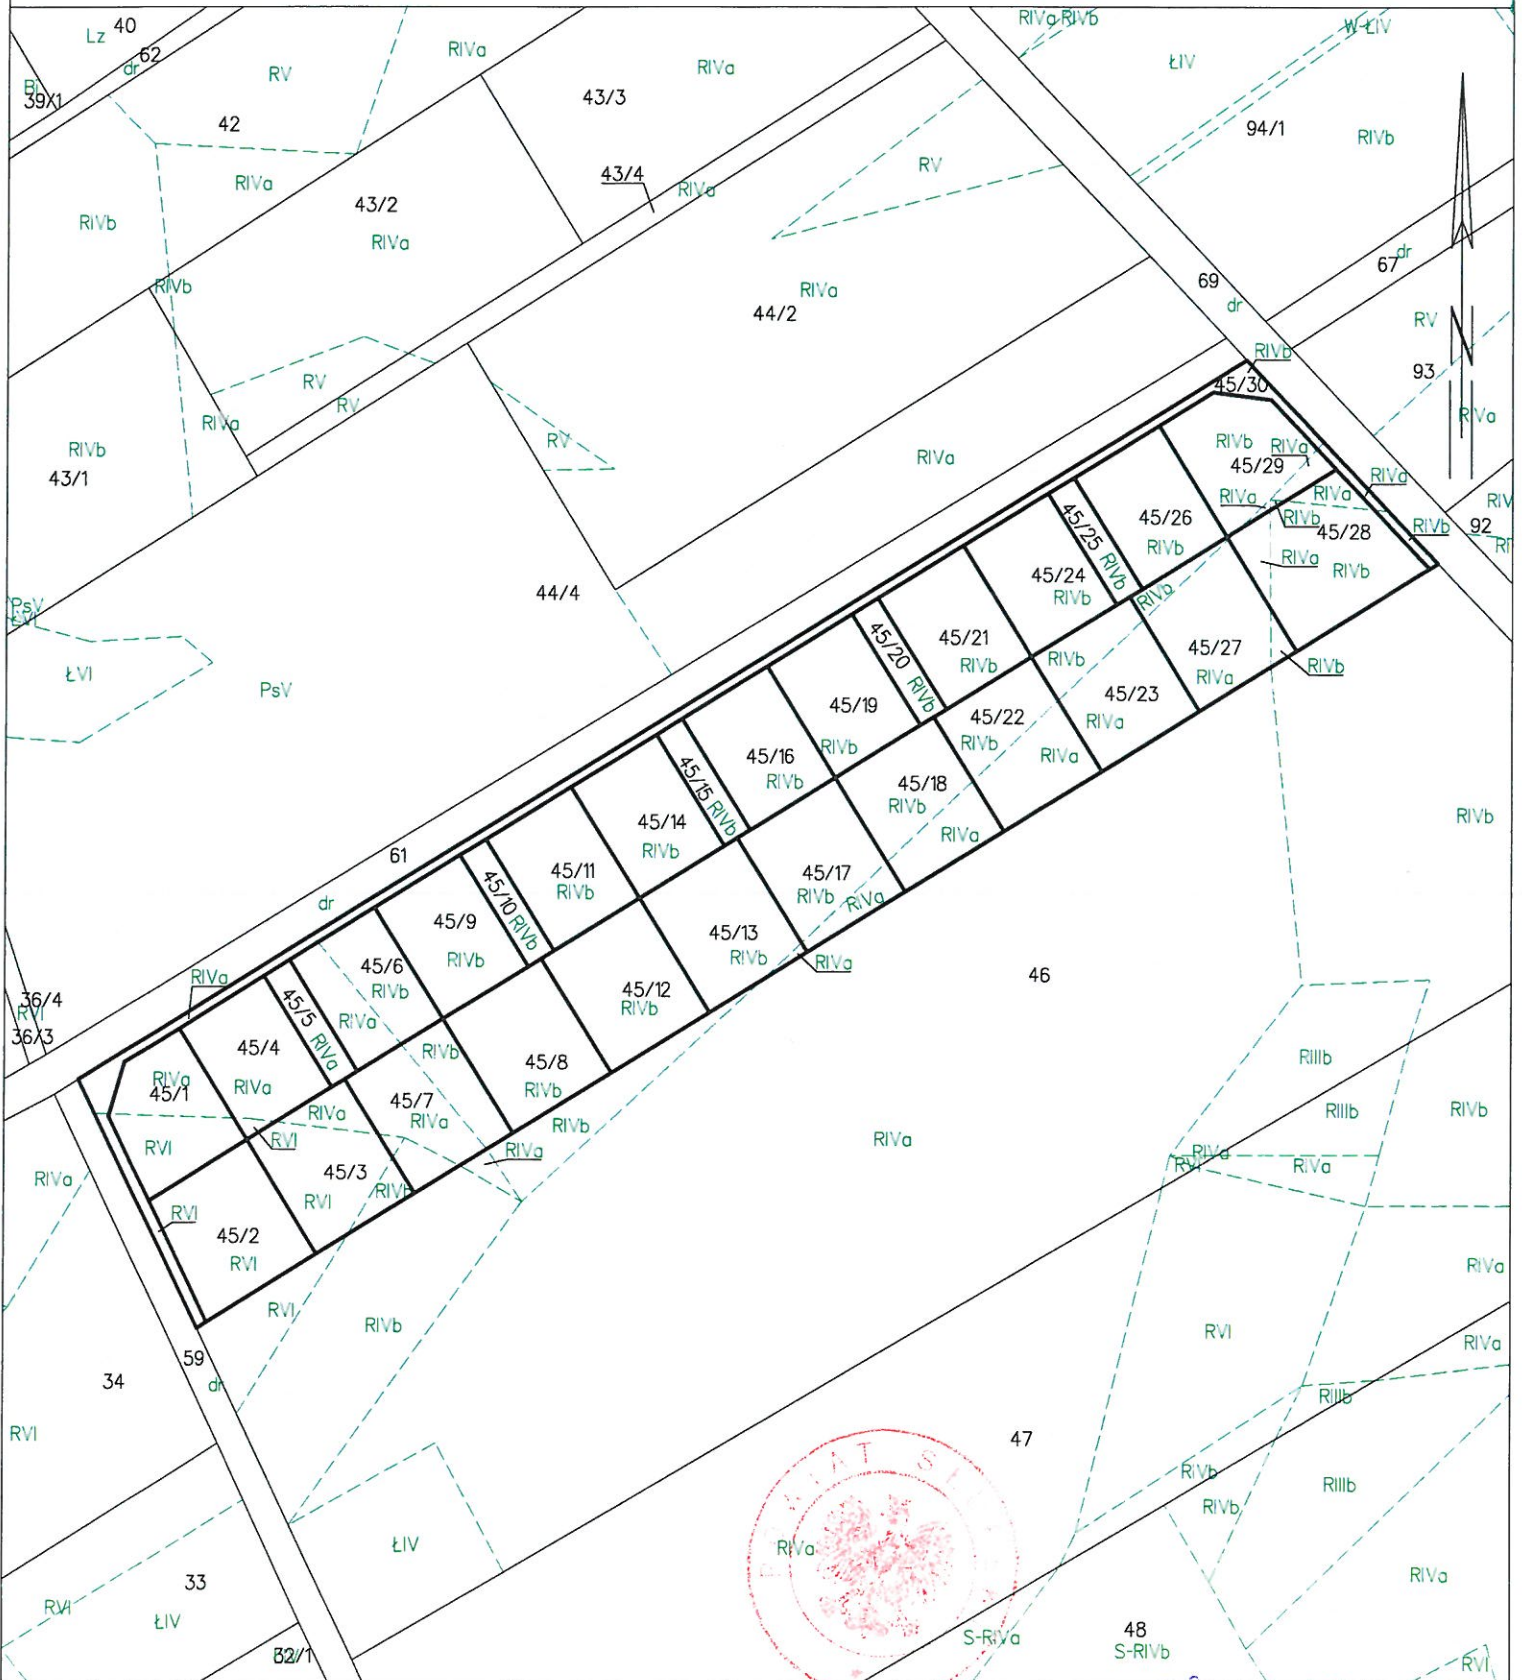 40
Lz
62
dr
RV
RIVa
RIVa
RIVa
RIVb
W-ŁIV
ŁIV
39/1
43/3
42
94/1
RIVb
RIVa
43/4
RIVa
RV
43/2
RIVb
RIVa
RIVb
69
dr
67
dr
RIVa
44/2
RV
RIVb
93
RV
RV
45/30
RIVa
RIVa
RIVb
43/1
RV
RIVa
RIVb
RIVa
45/29
RIVa
RIVa
RIVa
RIVb
45/28
RIVb
92
RIVa
RIVb
45/25
RIVb
45/26
RIVb
45/24
RIVb
RIVb
44/4
PsV
ŁVI
PsV
45/20
RIVb
45/21
RIVb
RIVb
45/27
RIVa
RIVb
45/23
RIVa
45/19
RIVb
45/22
RIVb
RIVa
45/16
RIVb
45/15
RIVb
45/18
RIVb
RIVa
RIVb
45/14
RIVb
61
dr
45/11
RIVb
45/10
RIVb
45/17
RIVb
RIVa
45/9
RIVb
45/13
RIVb
RIVa
46
45/6
RIVb
RIVa
RIVa
45/12
RIVb
36/4
RVI
36/3
45/5
RIVa
45/4
RIVa
RIVb
45/8
RIVb
RIIIb
RIVa
45/1
RVI
RIVa
RVI
45/7
RIVa
RIVb
RIVa
RIVa
RIIIb
RIVb
RIVa
RVI
RIVa
RIVa
45/3
RVI
RIVb
RVI
45/2
RVI
RIVa
RVI
RIVb
RVI
RIVa
59
dr
34
RIIIb
RVI
47
RIVb
RIVb
RIIIb
RIVa
ŁIV
RIVa
33
RVI
ŁIV
48
S-RIVa
S-RIVb
32/1
RVI